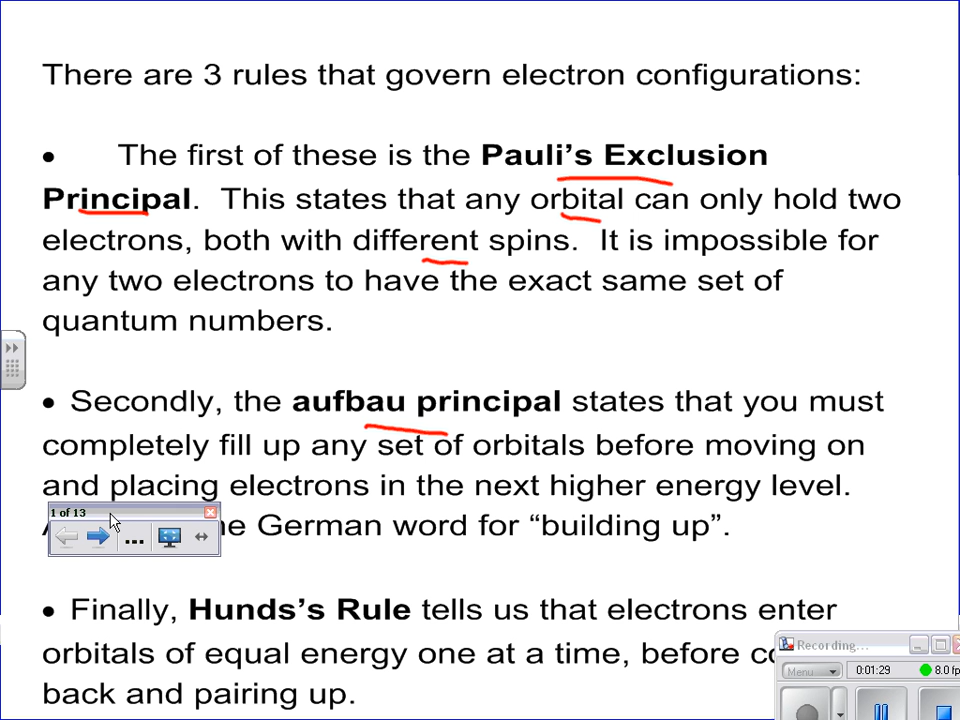 There are 3 rules that govern electron configurations:
• The first of these is the Pauli's Exclusion
Principal. This states that any orbital can only hold two
electrons, both with different spins. It is impossible for
any two electrons to have the exact same set of
quantum numbers.
• Secondly, the aufbau principal states that you must
completely fill up any set of orbitals before moving on
and placing electrons in the next higher energy level.
1 of 13
German word for “building up”.
...
• Finally, Hunds's Rule tells us that electrons enter
orbitals of equal energy one at a time, before
back and pairing up.
Recording...
Menu
0:01:29
8.0 fp